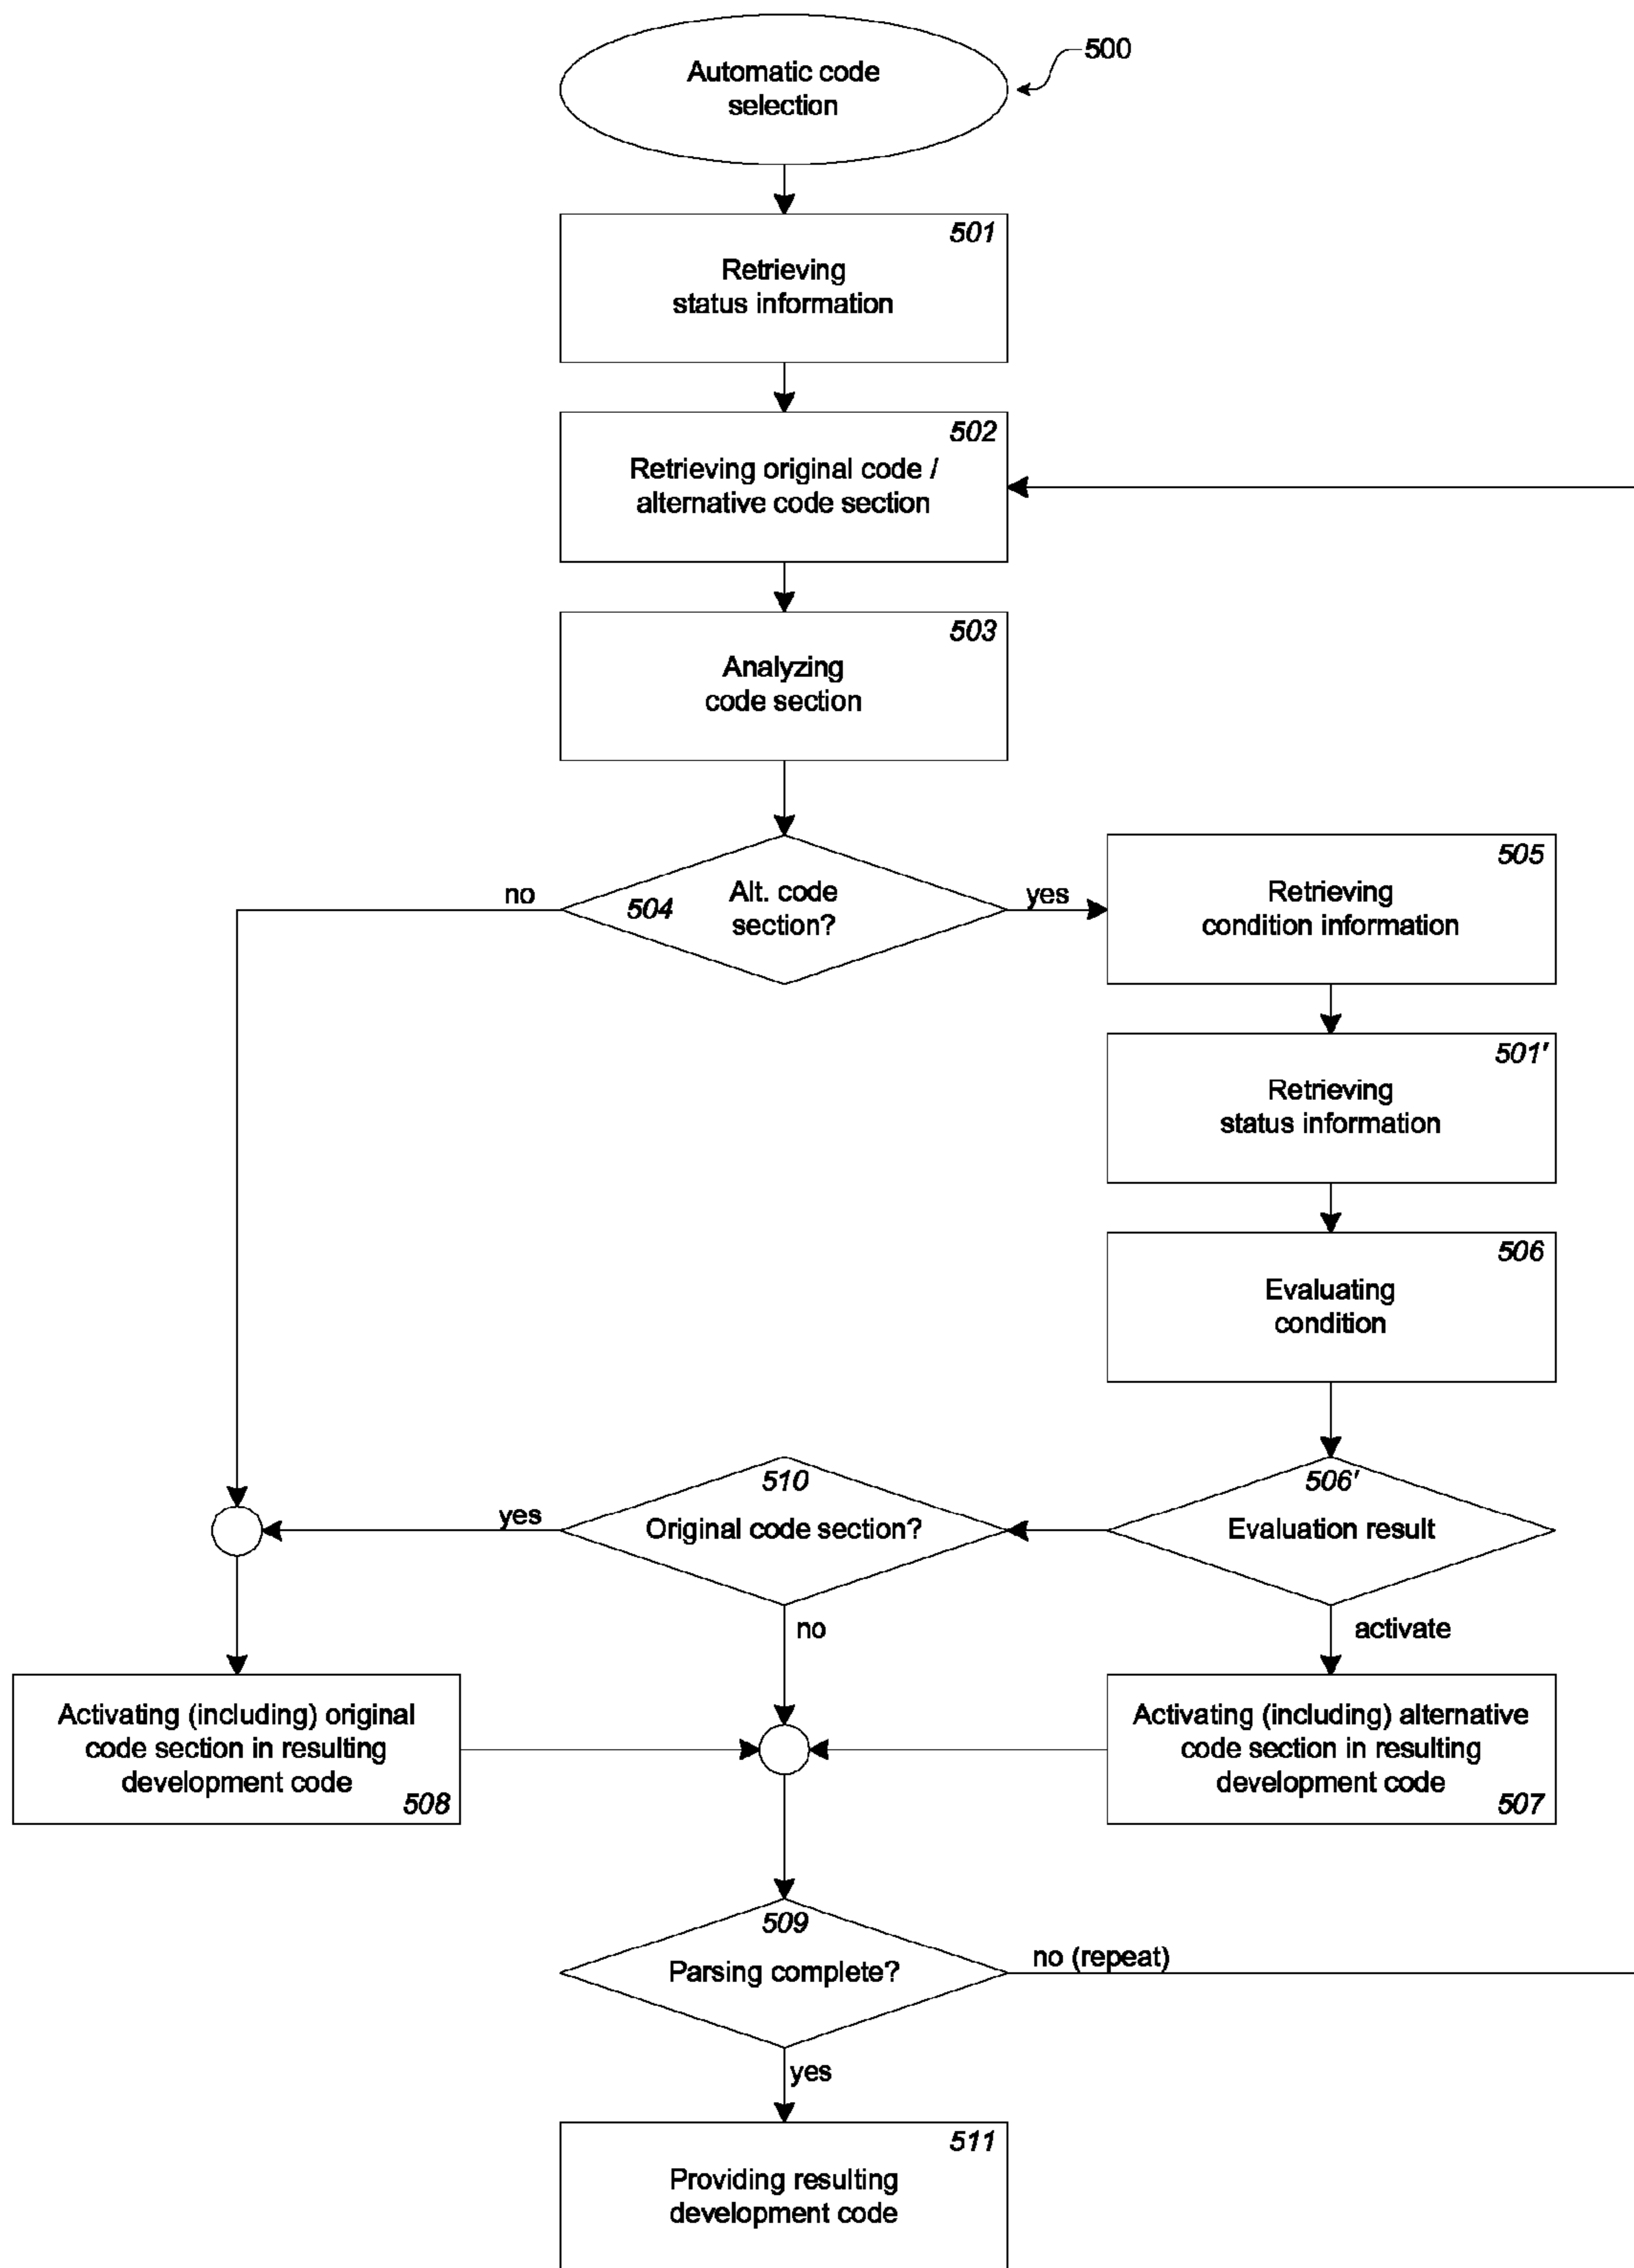 Automatic code
selection
500
501
Retrieving
status information
502
Retrieving original code /
alternative code section
503
Analyzing
code section
no
504
Alt. code
section?
yes
505
Retrieving
condition information
501'
Retrieving
status information
506
Evaluating
condition
yes
510
Original code section?
506'
Evaluation result
no
activate
Activating (including) original
code section in resulting
development code
508
Activating (including) alternative
code section in resulting
development code
507
509
Parsing complete?
no (repeat)
yes
511
Providing resulting
development code